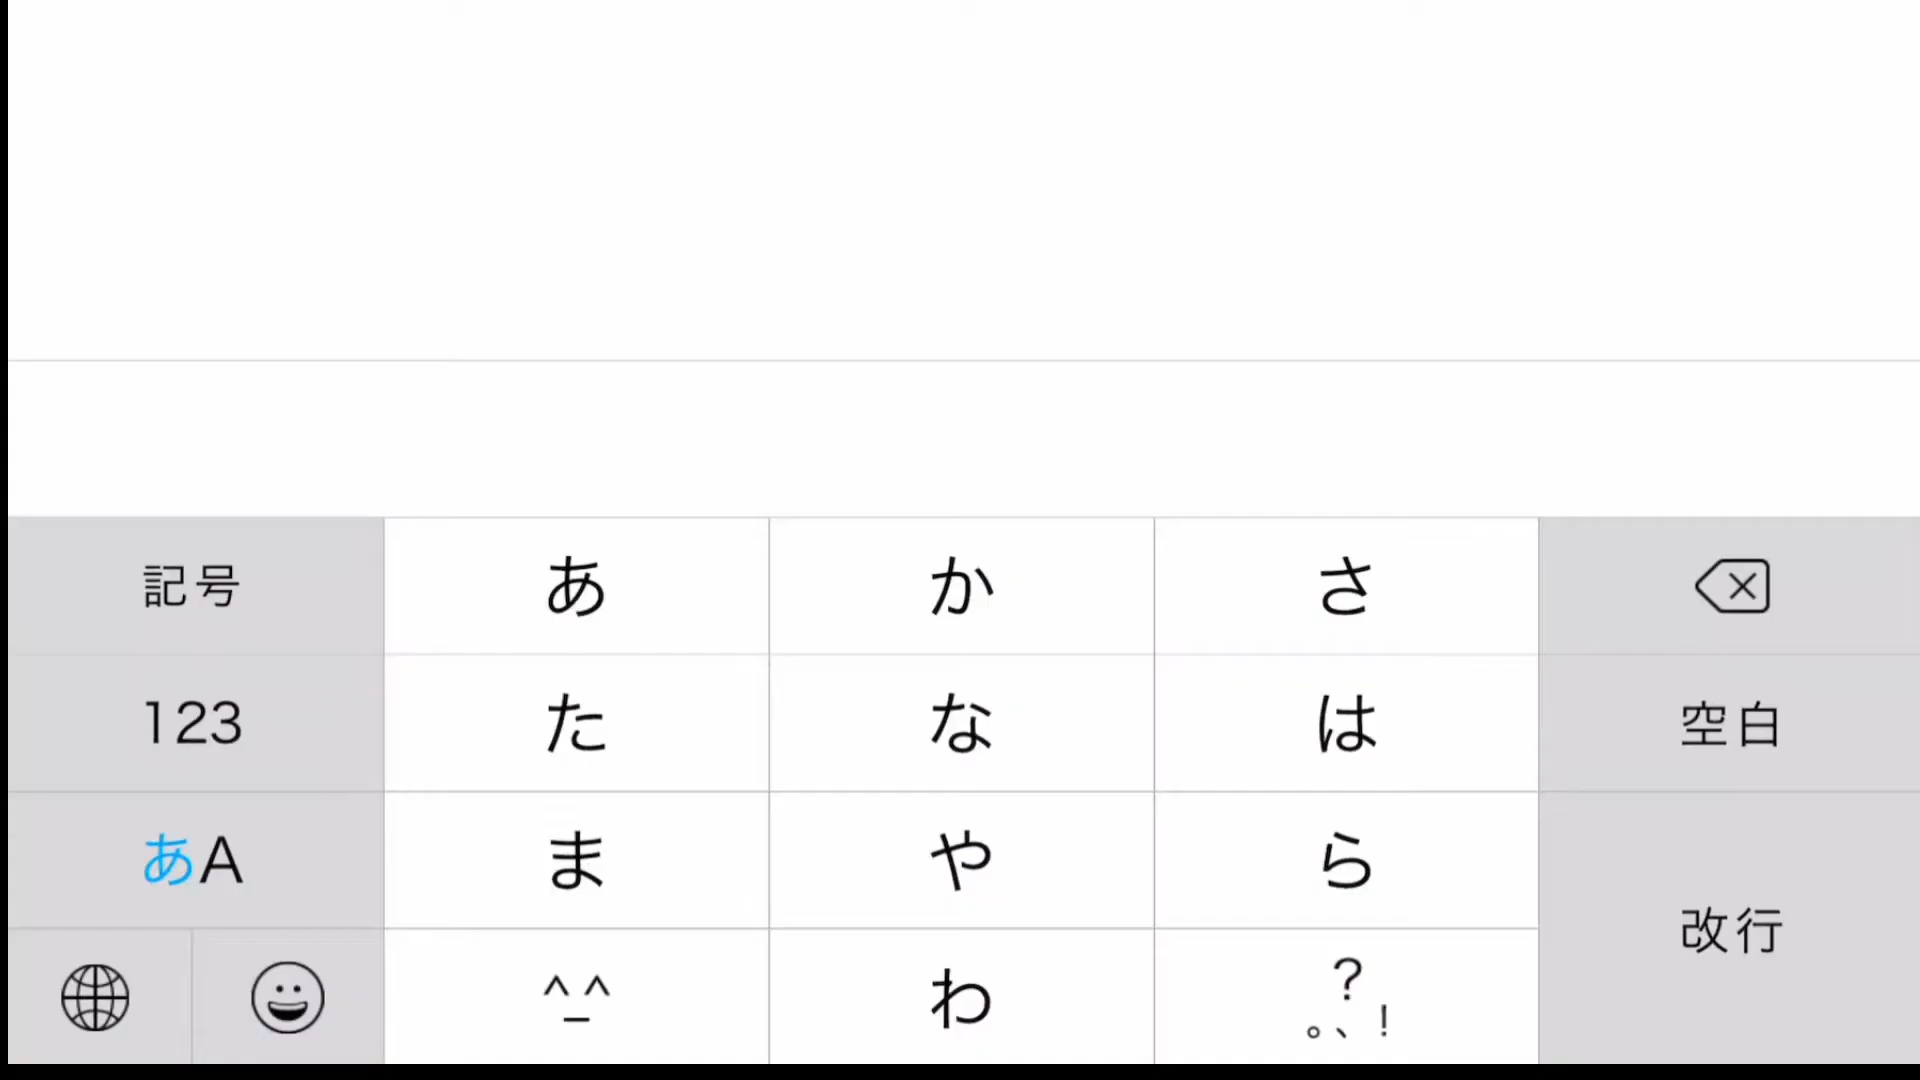 記号 あ か さ
123 た な は 空白
あA ま や ら
改行
^_^ わ ?
。、!